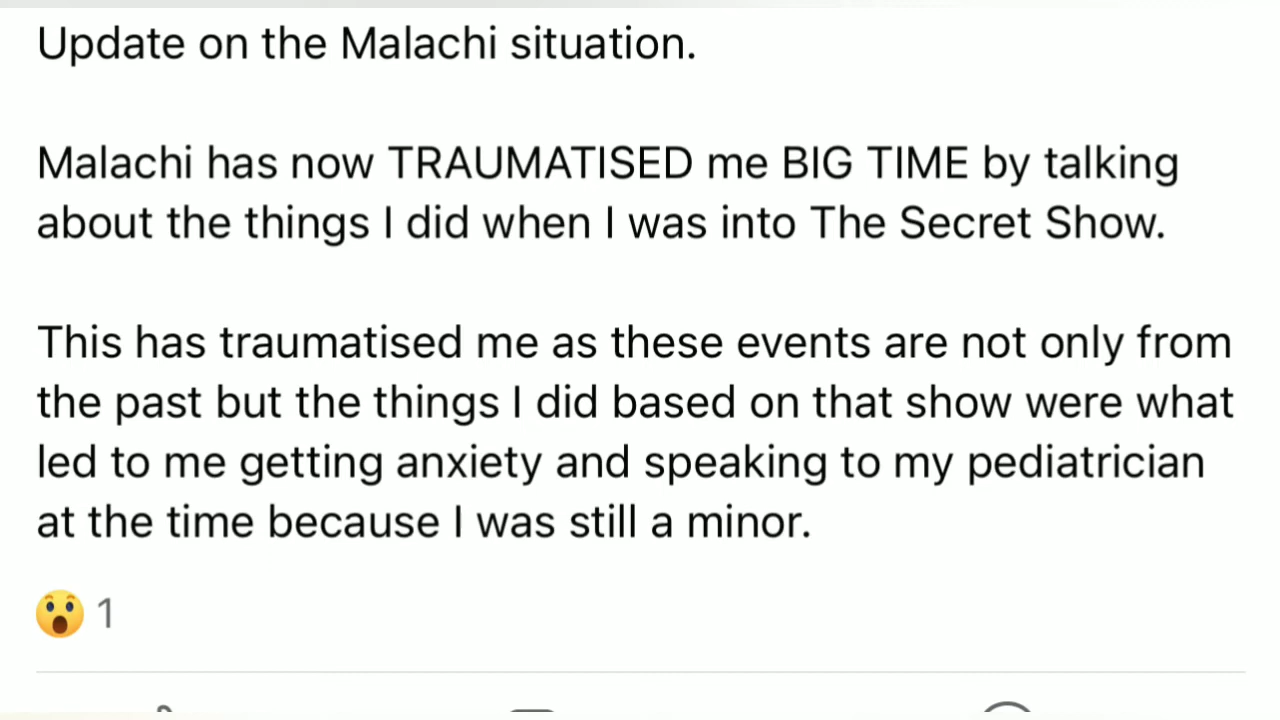 Update on the Malachi situation.
Malachi has now TRAUMATISED me BIG TIME by talking
about the things I did when I was into The Secret Show.
This has traumatised me as these events are not only from
the past but the things I did based on that show were what
led to me getting anxiety and speaking to my pediatrician
at the time because I was still a minor.
1